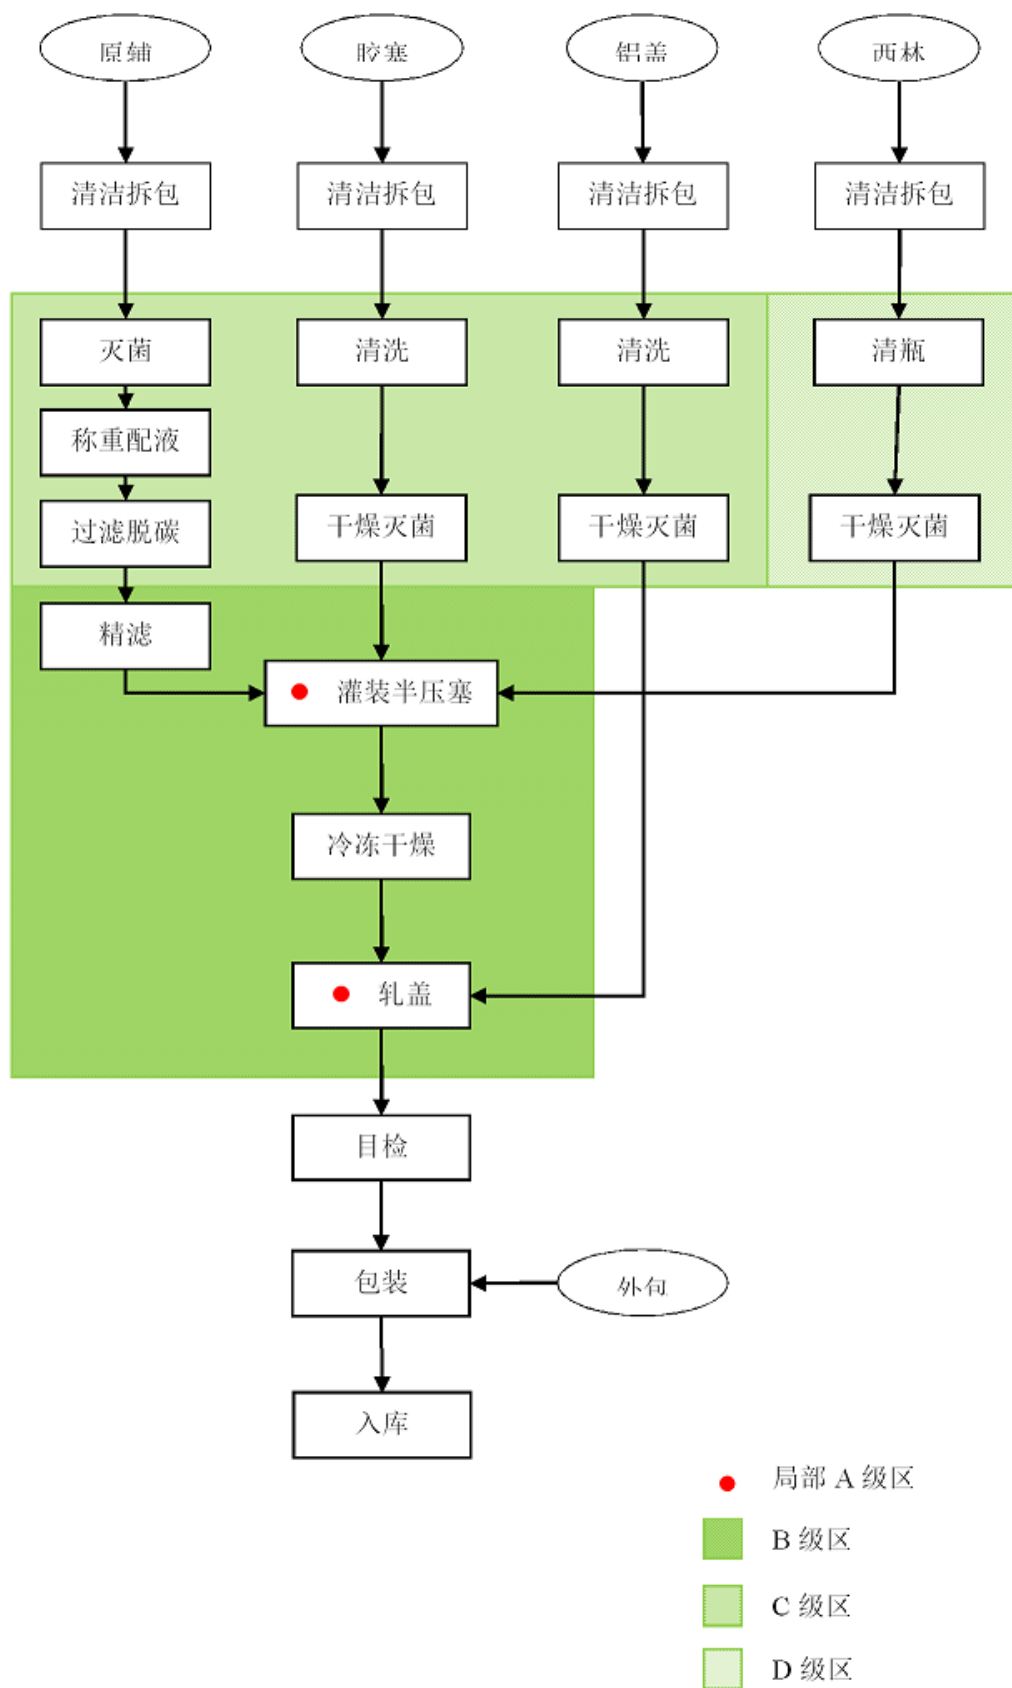 原辅
胶塞
铝盖
西林
清洁拆包
清洁拆包
清洁拆包
清洁拆包
灭菌
清洗
清洗
清瓶
称重配液
过滤脱碳
干燥灭菌
干燥灭菌
干燥灭菌
精滤
灌装半压塞
冷冻干燥
轧盖
目检
包装
外包
入库
局部 A 级区
B 级区
C 级区
D 级区